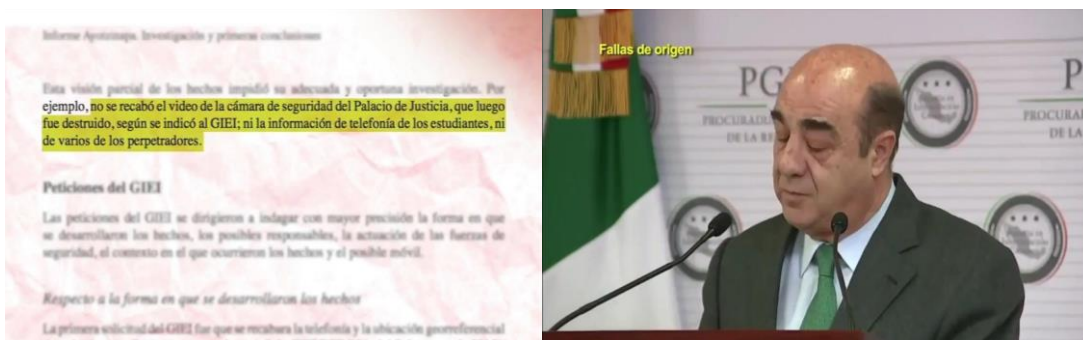 Informe Ayotzinapa. Investigación y primeras conclusiones
Esta visión parcial de los hechos impidió su adecuada y oportuna investigación. Por
ejemplo, no se recabó el video de la cámara de seguridad del Palacio de Justicia, que luego
fue destruido, según se indicó al GIEI; ni la información de telefonía de los estudiantes, ni
de varios de los perpetradores.
Peticiones del GIEI
Las peticiones del GIEI se dirigieron a indagar con mayor precisión la forma en que
se desarrollaron los hechos, los posibles responsables, la actuación de las fuerzas de
seguridad, el contexto en el que ocurrieron los hechos y el posible móvil.
Respecto a la forma en que se desarrollaron los hechos
La primera solicitud del GIEI fue que se recabara la telefonía y la ubicación georreferencial
Fallas de origen
PG
PROCURADU
DE LA RE
P
PROCURA
DE LA